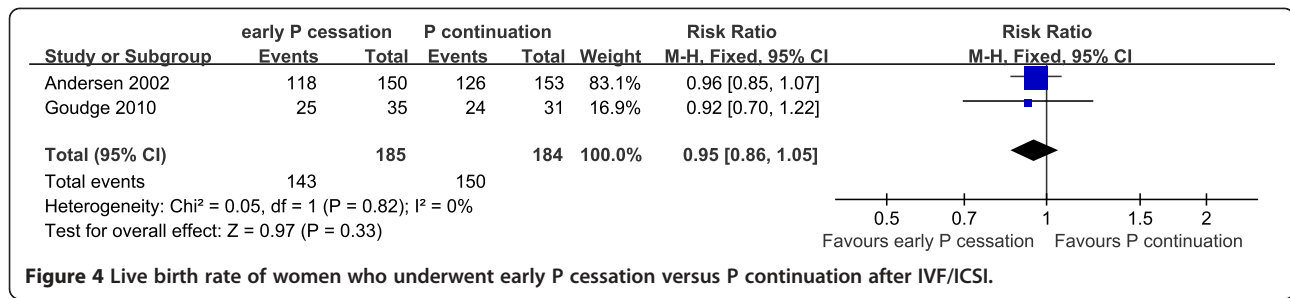 early P cessation P continuation Risk Ratio Risk Ratio
Study or Subgroup Events Total Events Total Weight M-H, Fixed, 95% CI M-H, Fixed, 95% CI
Andersen 2002 118 150 126 153 83.1% 0.96 [0.85, 1.07]
Goudge 2010 25 35 24 31 16.9% 0.92 [0.70, 1.22]
Total (95% CI) 185 184 100.0% 0.95 [0.86, 1.05]
Total events 143 150
Heterogeneity: Chi² = 0.05, df = 1 (P = 0.82); I² = 0%
Test for overall effect: Z = 0.97 (P = 0.33)
0.5 0.7 1 1.5 2
Favours early P cessation Favours P continuation
Figure 4 Live birth rate of women who underwent early P cessation versus P continuation after IVF/ICSI.